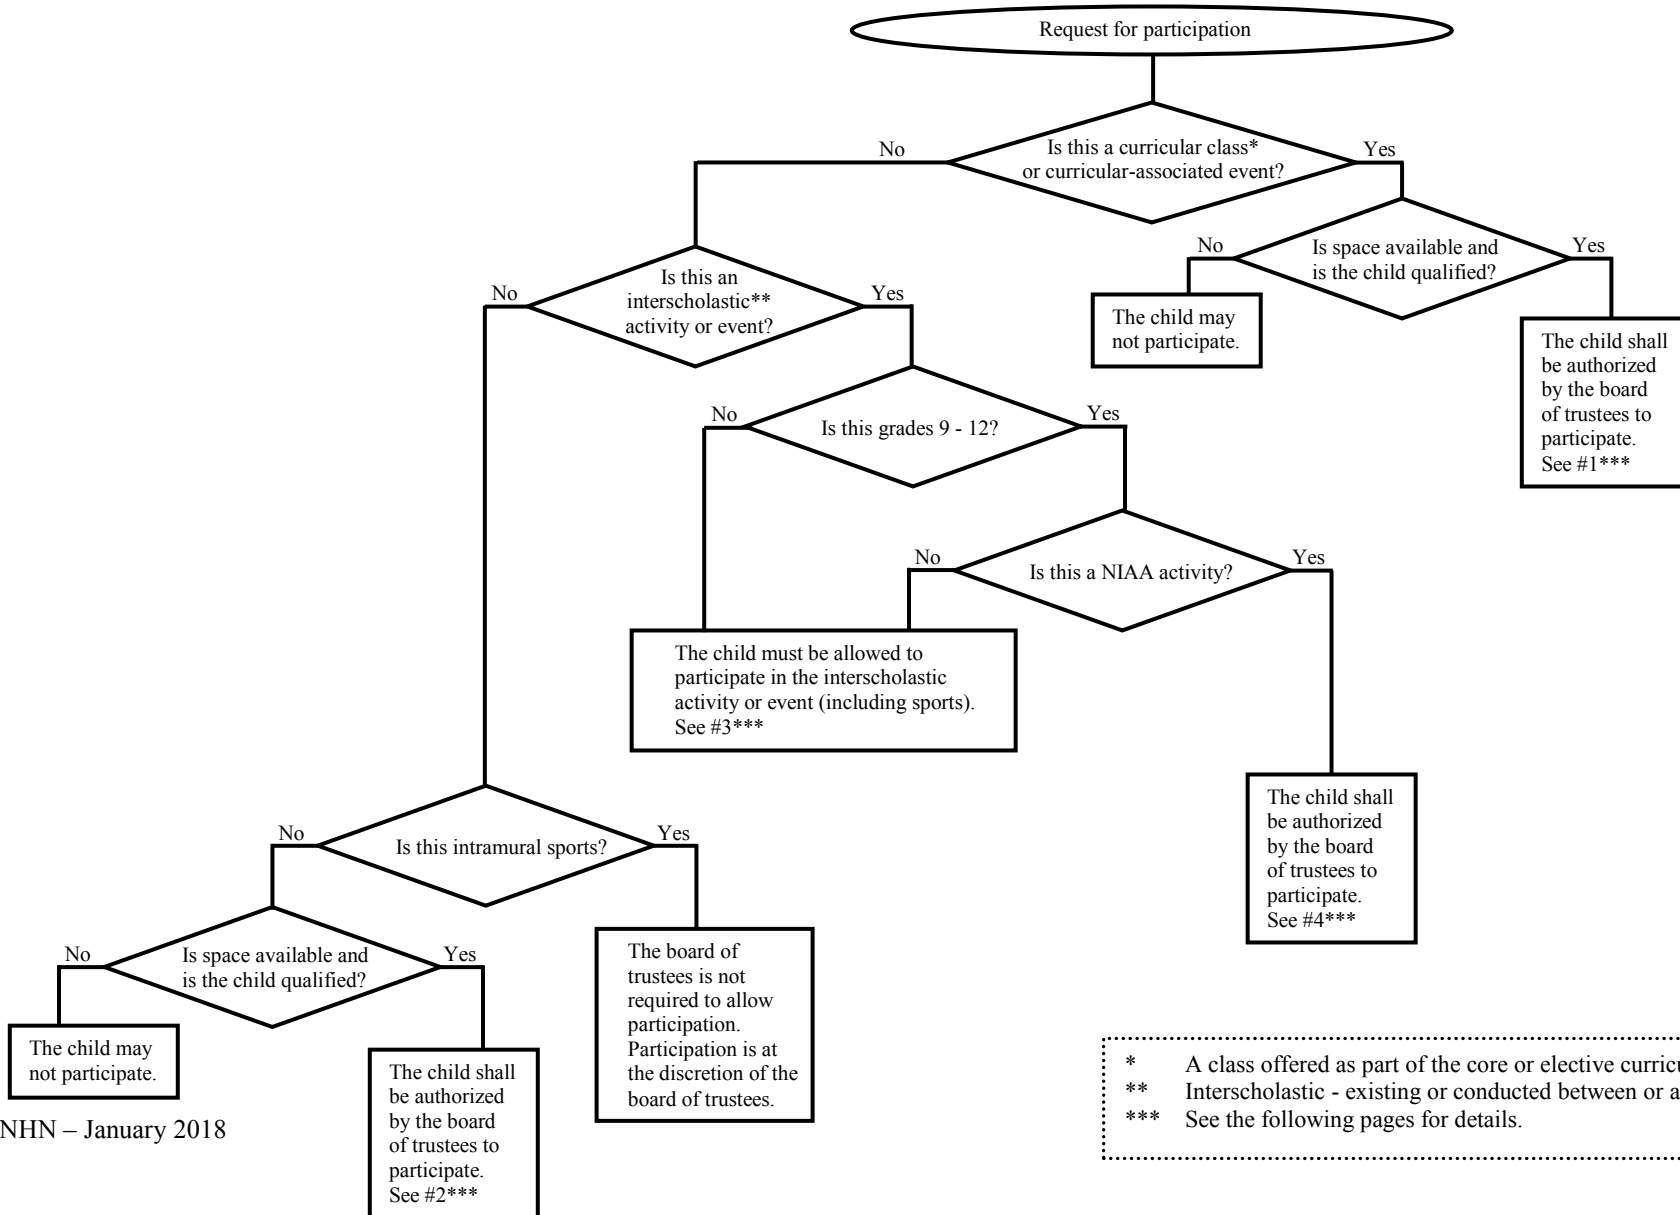 Request for participation
No
Is this a curricular class*
or curricular-associated event?
Yes
No
Is space available and
is the child qualified?
Yes
The child may
not participate.
The child shall
be authorized
by the board
of trustees to
participate.
See #1***
No
Is this an
interscholastic**
activity or event?
Yes
No
Is this grades 9 - 12?
Yes
No
Is this a NIAA activity?
Yes
The child must be allowed to
participate in the interscholastic
activity or event (including sports).
See #3***
The child shall
be authorized
by the board
of trustees to
participate.
See #4***
No
Is this intramural sports?
Yes
No
Is space available and
is the child qualified?
Yes
The board of
trustees is not
required to allow
participation.
Participation is at
the discretion of the
board of trustees.
The child may
not participate.
The child shall
be authorized
by the board
of trustees to
participate.
See #2***
* A class offered as part of the core or elective
** Interscholastic - existing or conducted between or
*** See the following pages for details.
NHN – January 2018